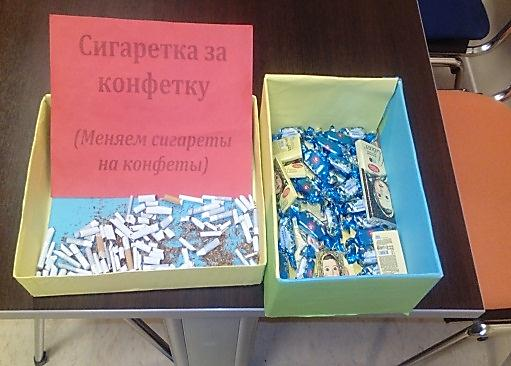 Сигаретка за
конфетку
(Меняем сигареты
на конфеты)